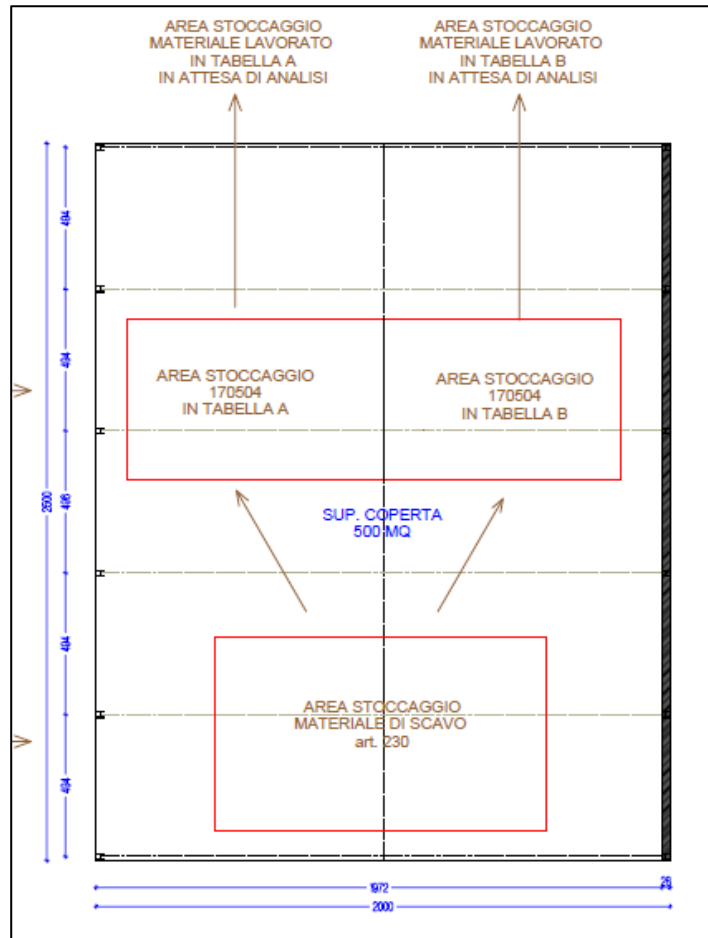 AREA STOCCAGGIO
MATERIALE LAVORATO
IN TABELLA A
IN ATTESA DI ANALISI
AREA STOCCAGGIO
MATERIALE LAVORATO
IN TABELLA B
IN ATTESA DI ANALISI
494
494
496
494
494
2500
AREA STOCCAGGIO
170504
IN TABELLA A
AREA STOCCAGGIO
170504
IN TABELLA B
SUP. COPERTA
500 MQ
AREA STOCCAGGIO
MATERIALE DI SCAVO
art. 230
1972
28
2000